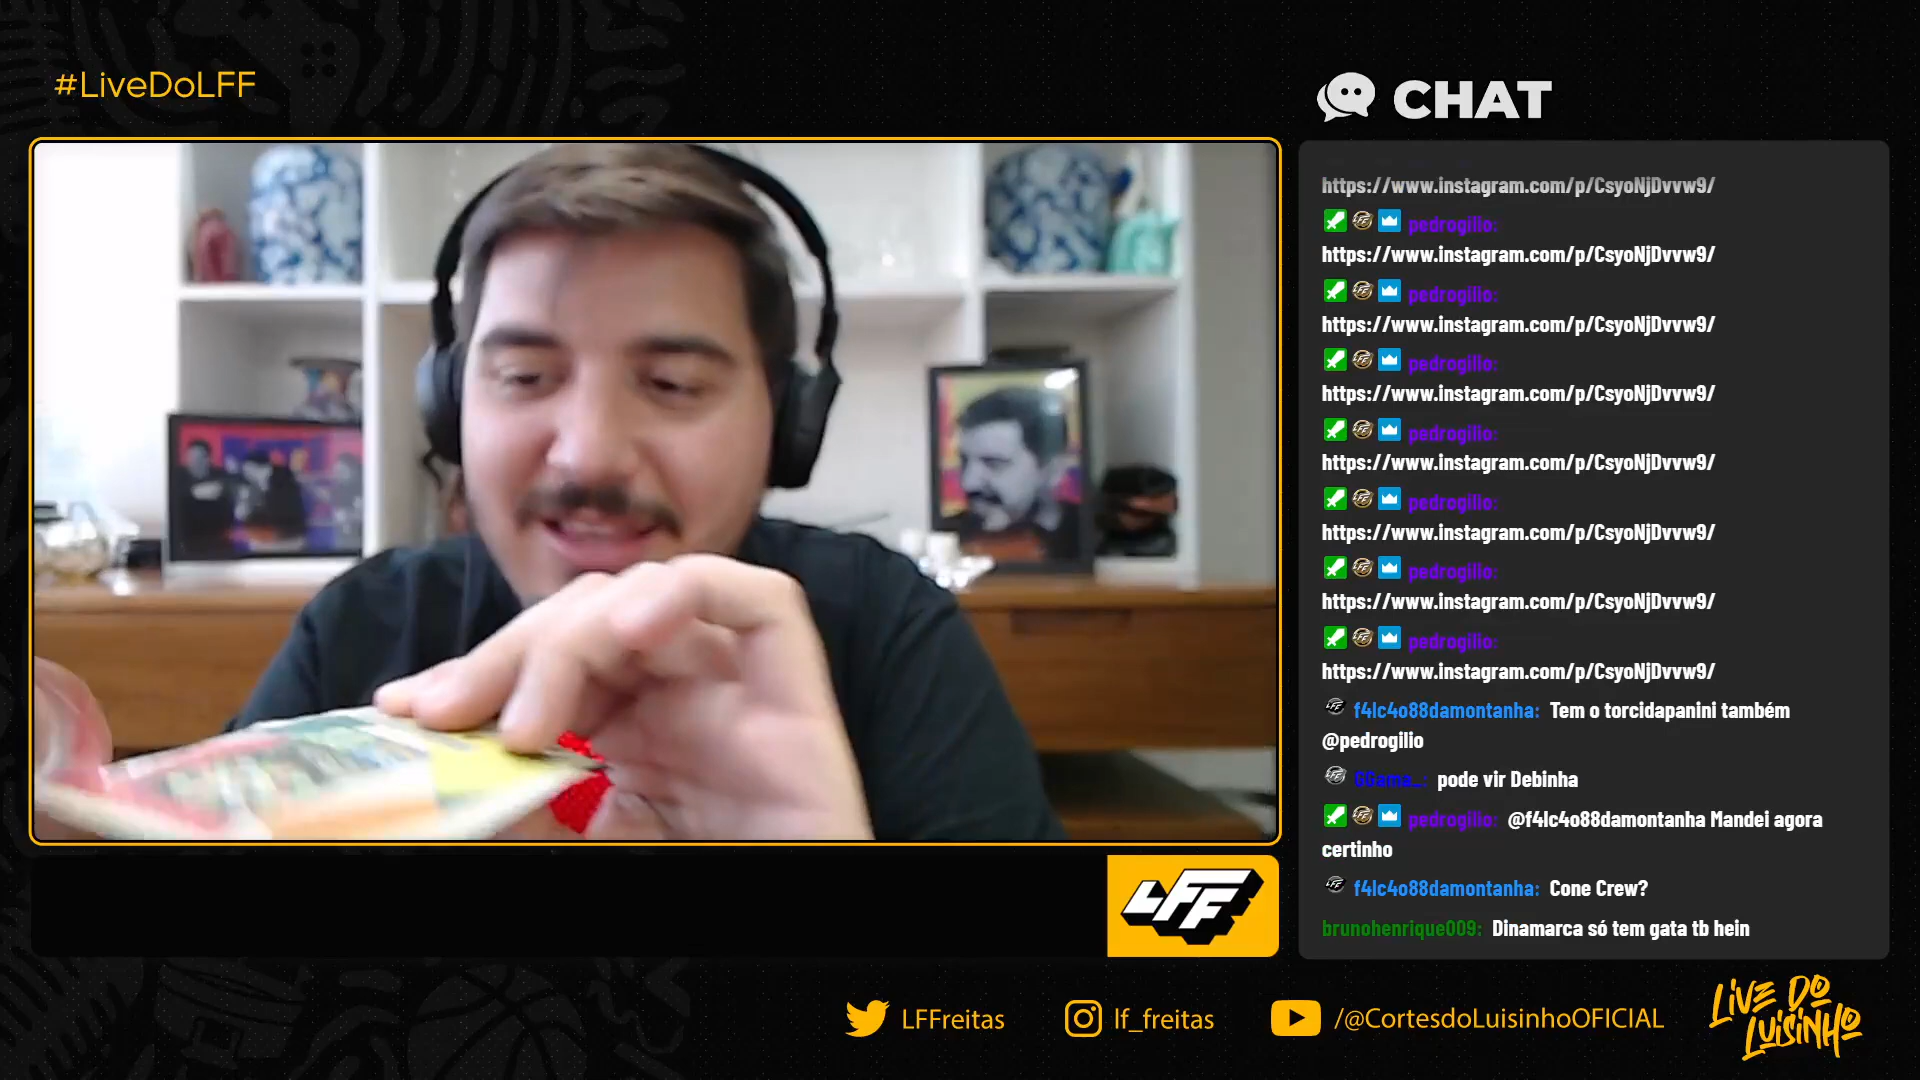 #LiveDoLFF
CHAT
https://www.instagram.com/p/CsyoNjDvvw9/
pedrogilio:
https://www.instagram.com/p/CsyoNjDvvw9/
pedrogilio:
https://www.instagram.com/p/CsyoNjDvvw9/
pedrogilio:
https://www.instagram.com/p/CsyoNjDvvw9/
pedrogilio:
https://www.instagram.com/p/CsyoNjDvvw9/
pedrogilio:
https://www.instagram.com/p/CsyoNjDvvw9/
pedrogilio:
https://www.instagram.com/p/CsyoNjDvvw9/
pedrogilio:
https://www.instagram.com/p/CsyoNjDvvw9/
f4lc4o88damontanha: Tem o torcidapanini também
@pedrogilio
GGama_: pode vir Debinha
pedrogilio: @f4lc4o88damontanha Mandei agora
certinho
f4lc4o88damontanha: Cone Crew?
brunohenrique009: Dinamarca só tem gata tb hein
LFF
LFFreitas
lf_freitas
/@CortesdoLuisinhoOFICIAL
LiVE DO
LUiSiNHO